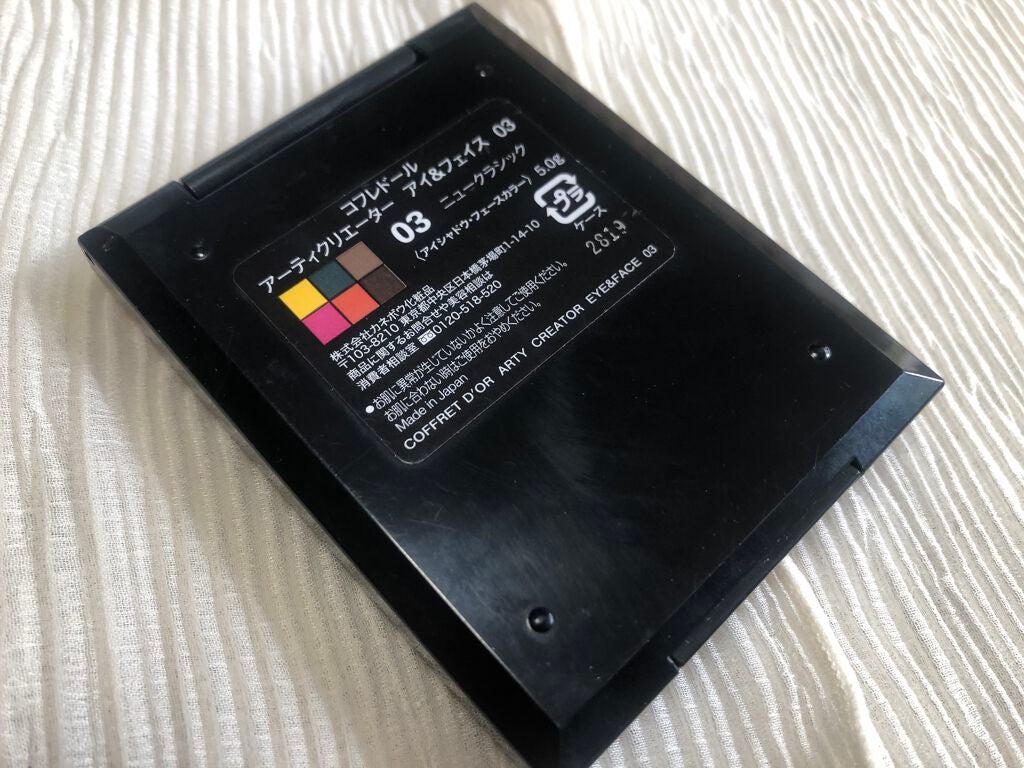 コフレドール
アーティクリエーター アイ&フェイス 03
03 ニュークラシック
(アイシャドウ・フェースカラー) 5.0g
プラ
ケース
株式会社カネボウ化粧品
〒103-8210 東京都中央区日本橋茅場町1-14-10
商品に関するお問合せや美容相談は
消費者相談室 0120-518-520
●お肌に異常が生じていないかよく注意してご使用ください。
お肌に合わない時はご使用をおやめください。
Made in Japan
COFFRET D'OR ARTY CREATOR EYE&FACE 03